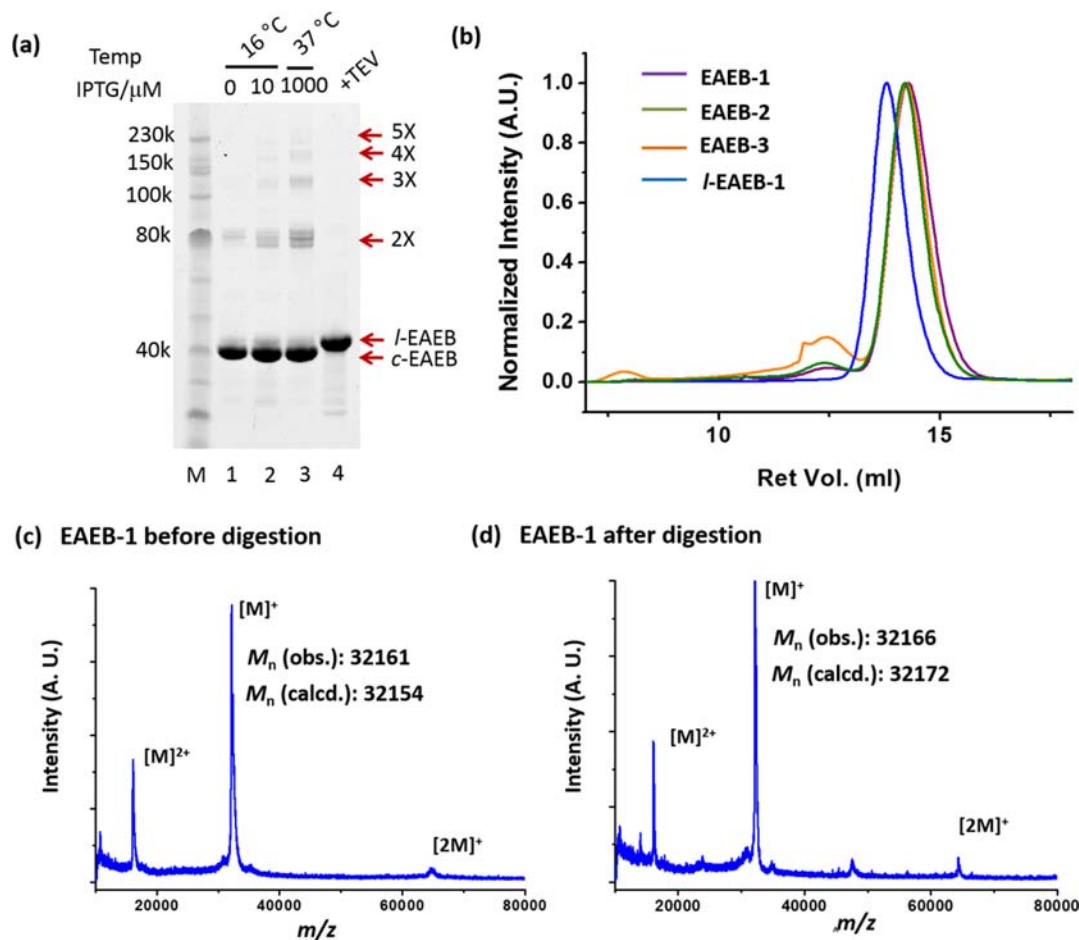 (a)
Temp 16 °C 37 °C
IPTG/μM 0 10 1000 +TEV
230k
150k
100k
80k
40k
5X
4X
3X
2X
l-EAEB
c-EAEB
M 1 2 3 4
(b)
Normalized Intensity (A.U.)
1.0
0.8
0.6
0.4
0.2
0.0
EAEB-1
EAEB-2
EAEB-3
l-EAEB-1
10 15
Ret Vol. (ml)
(c) EAEB-1 before digestion
Intensity (A. U.)
[M]⁺
Mₙ (obs.): 32161
Mₙ (calcd.): 32154
[M]²⁺
[2M]⁺
20000 40000 60000 80000
m/z
(d) EAEB-1 after digestion
Intensity (A. U.)
[M]⁺
Mₙ (obs.): 32166
Mₙ (calcd.): 32172
[M]²⁺
[2M]⁺
20000 40000 60000 80000
m/z